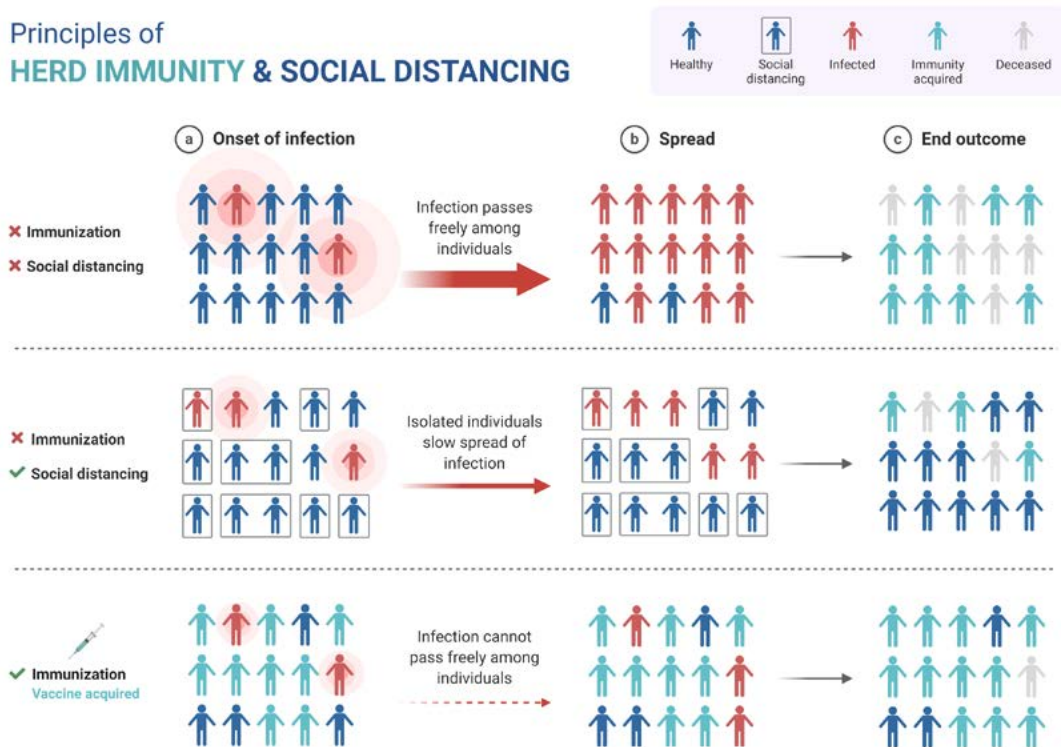 Principles of
HERD IMMUNITY & SOCIAL DISTANCING
Healthy
Social
distancing
Infected
Immunity
acquired
Deceased
a Onset of infection
b Spread
c End outcome
Immunization
Social distancing
Infection passes
freely among
individuals
Immunization
Social distancing
Isolated individuals
slow spread of
infection
Immunization
Vaccine acquired
Infection cannot
pass freely among
individuals